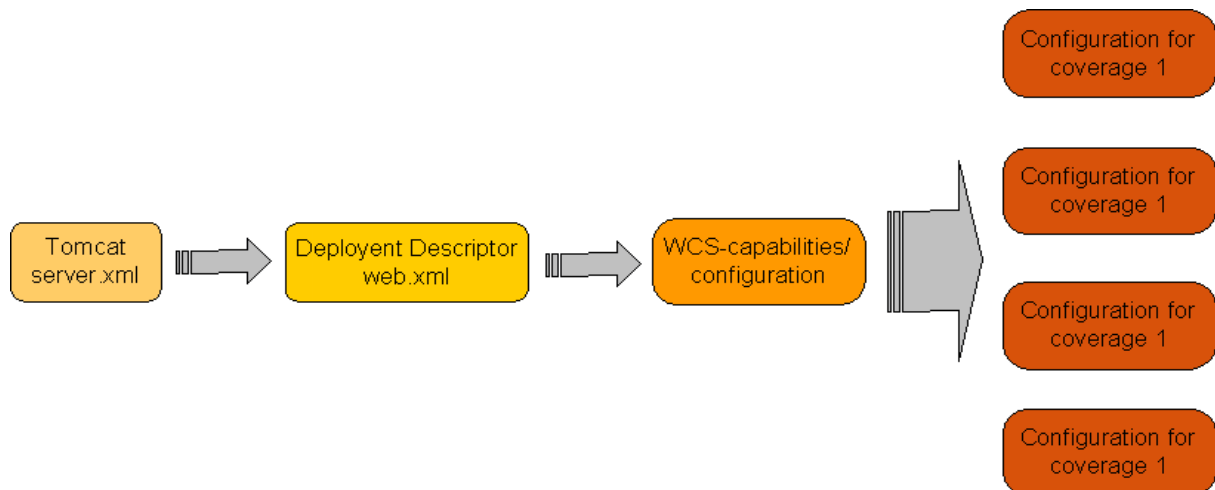 Tomcat
server.xml
Deployent Descriptor
web.xml
WCS-capabilities/
configuration
Configuration for
coverage 1
Configuration for
coverage 1
Configuration for
coverage 1
Configuration for
coverage 1